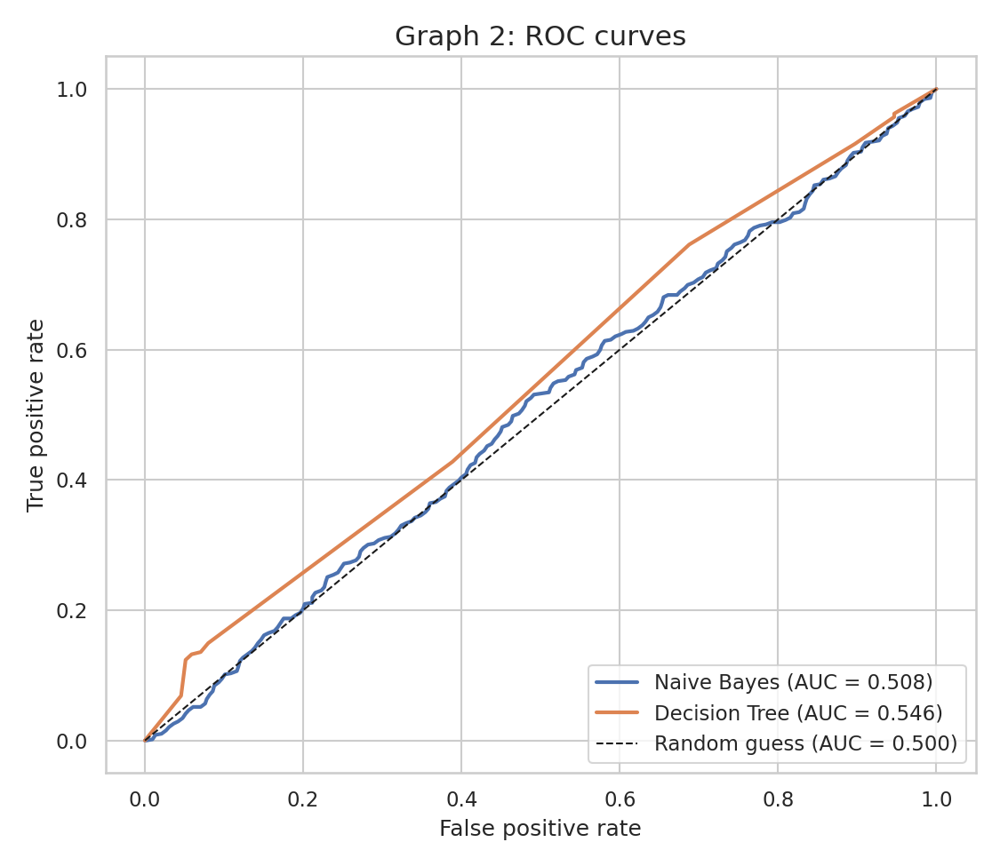 Graph 2: ROC curves
1.0
0.8
0.6
0.4
0.2
0.0
True positive rate
Naive Bayes (AUC = 0.508)
Decision Tree (AUC = 0.546)
Random guess (AUC = 0.500)
0.0 0.2 0.4 0.6 0.8 1.0
False positive rate